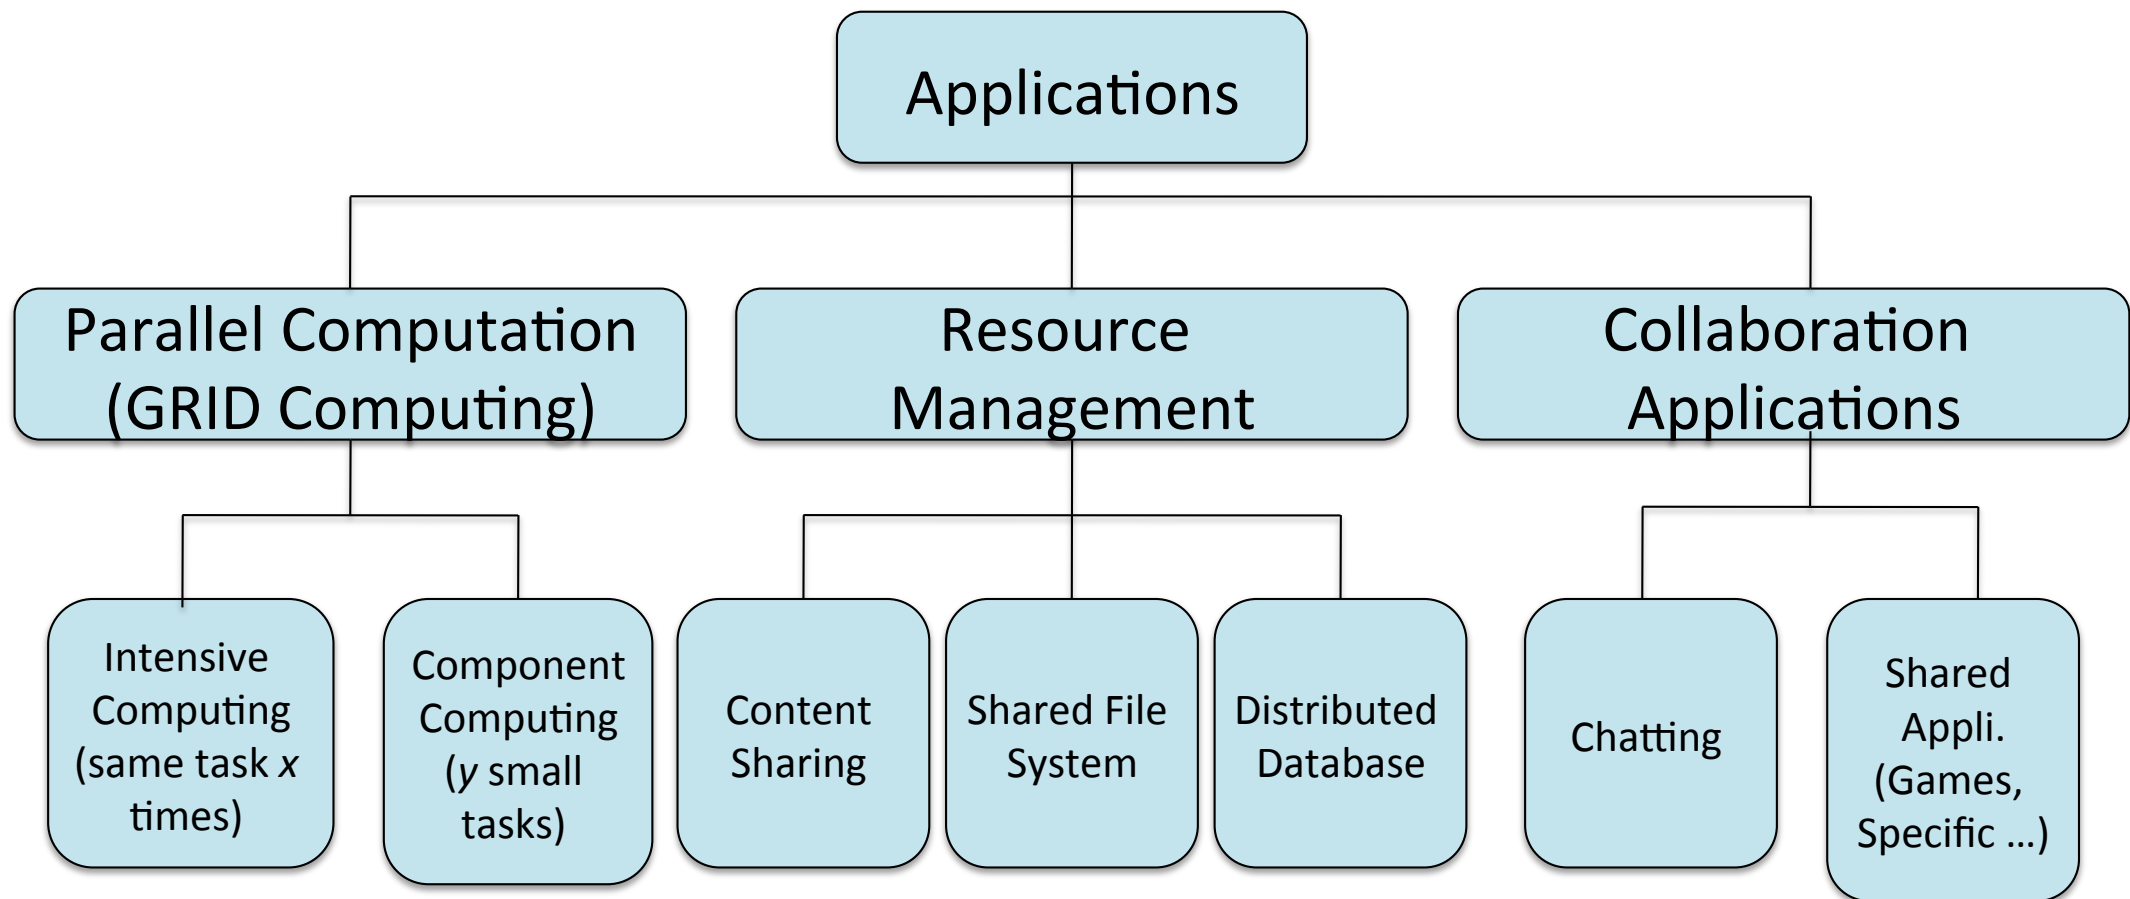 Applications
Parallel Computation
(GRID Computing)
Resource
Management
Collaboration
Applications
Intensive
Computing
(same task x
times)
Component
Computing
(y small
tasks)
Content
Sharing
Shared File
System
Distributed
Database
Chatting
Shared
Appli.
(Games,
Specific ...)